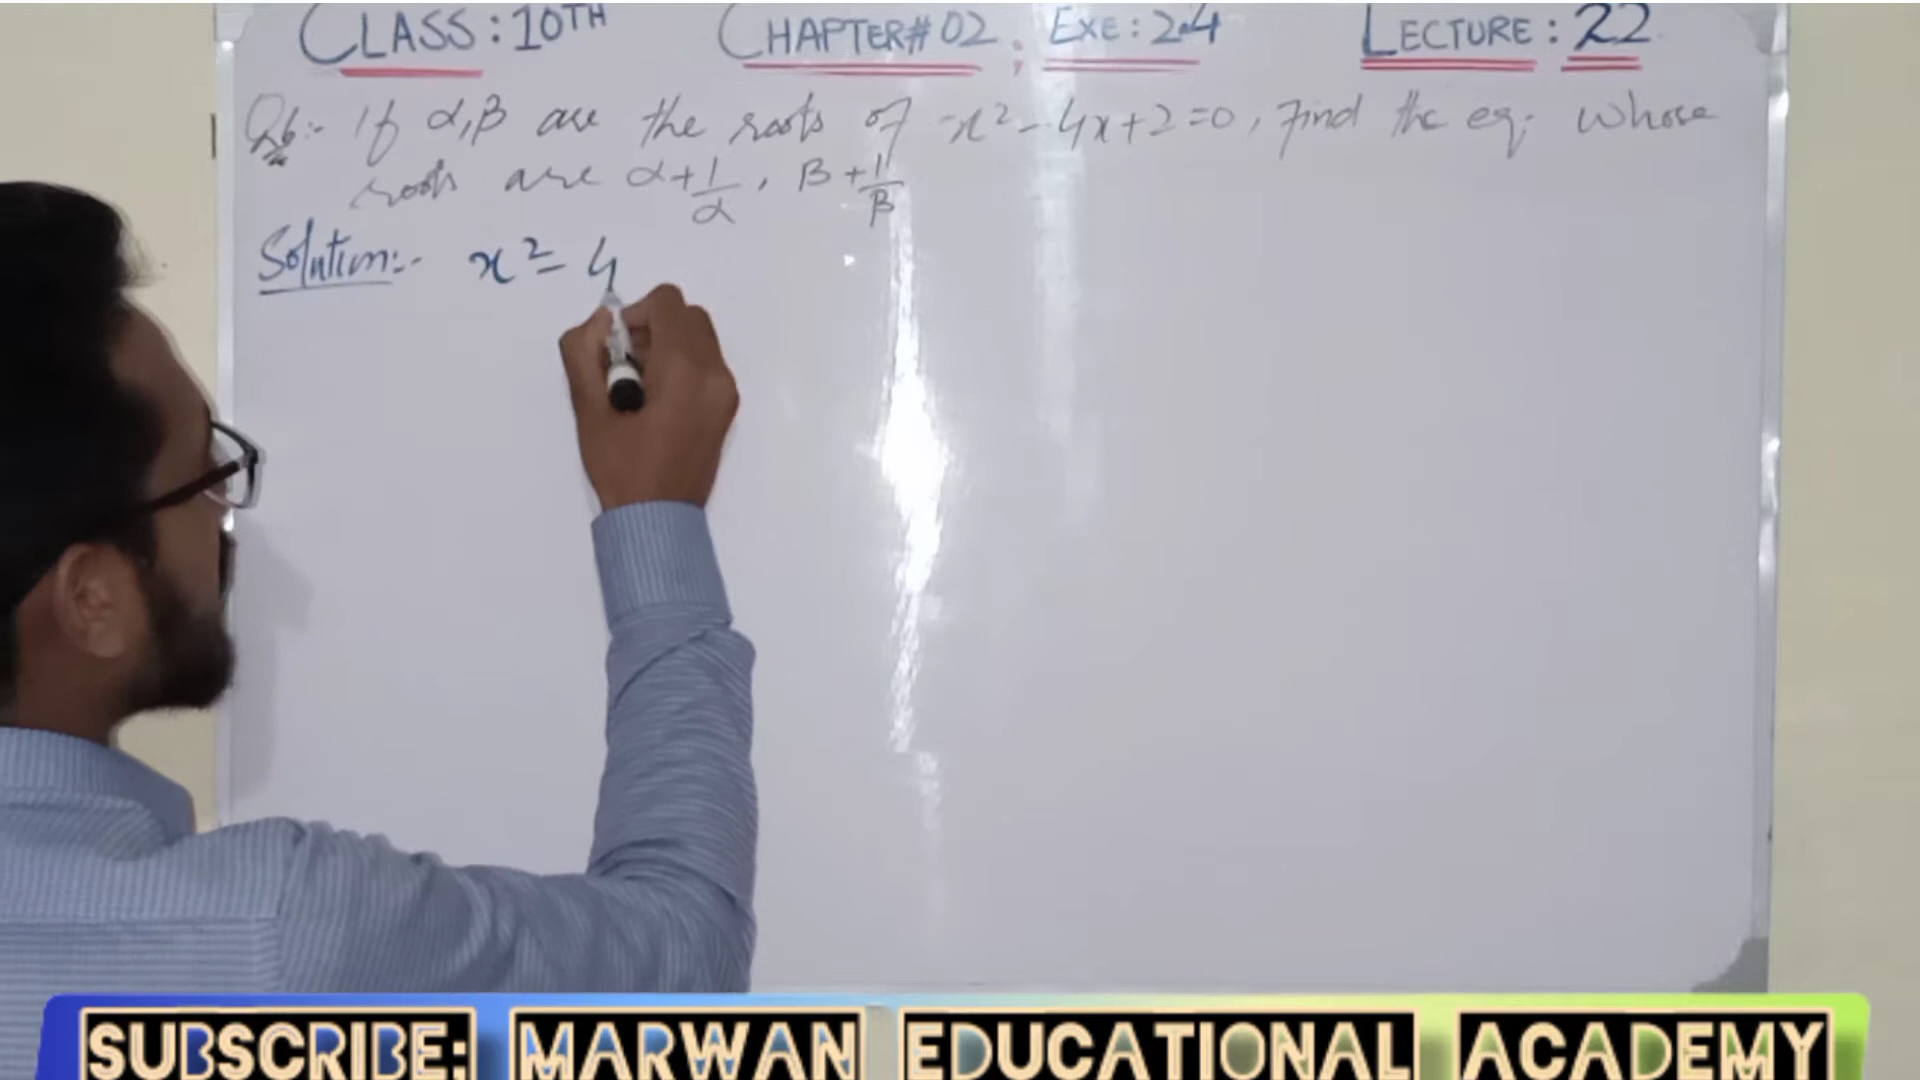 CLASS: 10TH CHAPTER# 02 ; EXE: 2.4 LECTURE: 22
Q6:- If α,β are the roots of x²-4x+2=0, Find the eq. whose
roots are α+1/α, β+1/β
Solution:- x²-4
SUBSCRIBE: MARWAN EDUCATIONAL ACADEMY